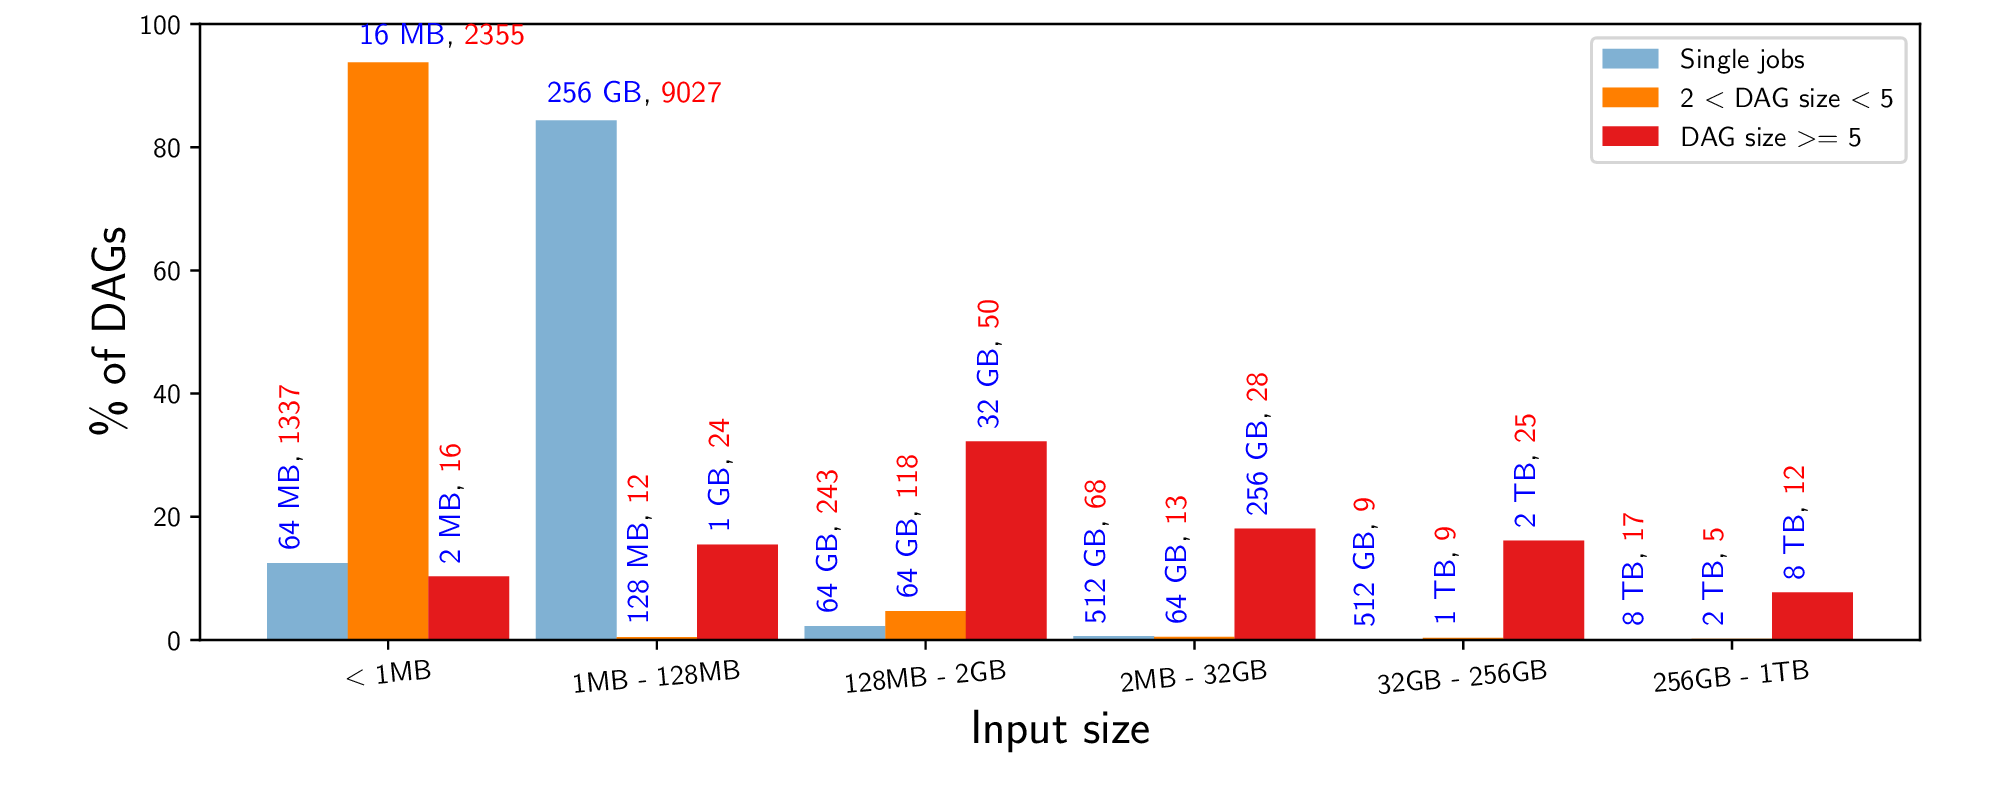 % of DAGs
100
80
60
40
20
0
16 MB, 2355
256 GB, 9027
64 MB, 1337
2 MB, 16
128 MB, 12
1 GB, 24
64 GB, 243
64 GB, 118
32 GB, 50
512 GB, 68
64 GB, 13
256 GB, 28
512 GB, 9
1 TB, 9
2 TB, 25
8 TB, 17
2 TB, 5
8 TB, 12
Single jobs
2 < DAG size < 5
DAG size >= 5
< 1MB
1MB - 128MB
128MB - 2GB
2MB - 32GB
32GB - 256GB
256GB - 1TB
Input size